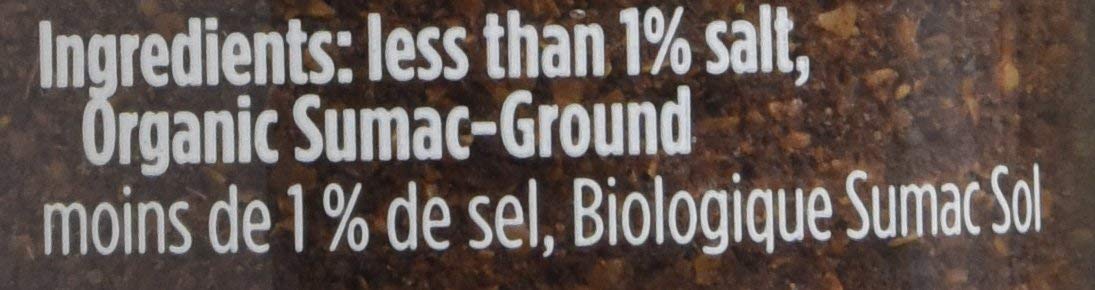 Ingredients: less than 1% salt,
Organic Sumac-Ground
moins de 1 % de sel, Biologique Sumac Sol